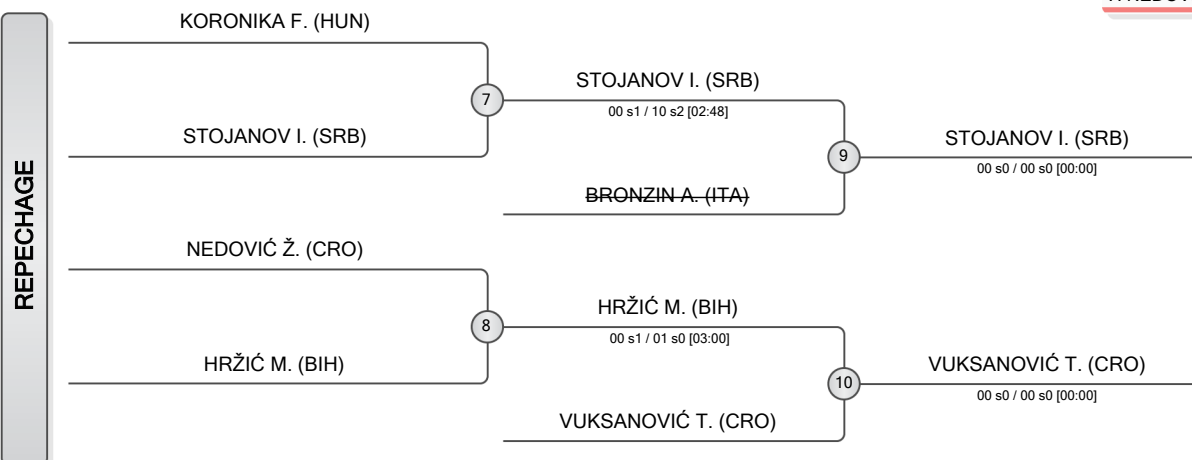 KORONIKA F. (HUN)
STOJANOV I. (SRB)
7
00 s1 / 10 s2 [02:48]
STOJANOV I. (SRB)
9
STOJANOV I. (SRB)
00 s0 / 00 s0 [00:00]
BRONZIN A. (ITA)
REPECHAGE
NEDOVIĆ Ž. (CRO)
HRŽIĆ M. (BIH)
8
00 s1 / 01 s0 [03:00]
HRŽIĆ M. (BIH)
10
VUKSANOVIĆ T. (CRO)
00 s0 / 00 s0 [00:00]
VUKSANOVIĆ T. (CRO)